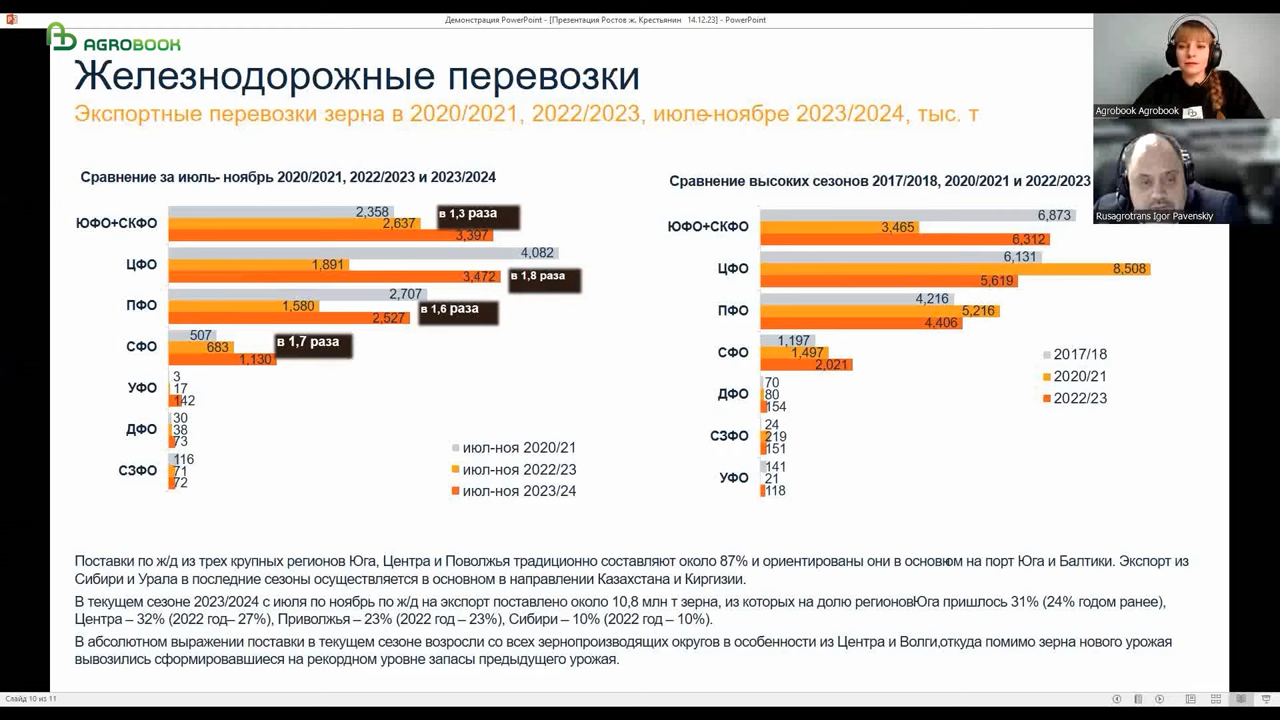 Демонстрация PowerPoint - [Презентация Ростов ж. Крестьянин 14.12.23] - PowerPoint
AGROBOOK
Железнодорожные перевозки
Экспортные перевозки зерна в 2020/2021, 2022/2023, июле-ноябре 2023/2024, тыс. т
Agrobook Agrobook
Rusagrotrans Igor Pavenskiy
Сравнение за июль- ноябрь 2020/2021, 2022/2023 и 2023/2024
ЮФО+СКФО
2,358
2,637
3,397
в 1,3 раза
ЦФО
4,082
1,891
3,472
в 1,8 раза
ПФО
2,707
1,580
2,527
в 1,6 раза
СФО
507
683
1,130
в 1,7 раза
УФО
3
17
142
ДФО
30
38
73
СЗФО
116
71
72
июл-ноя 2020/21
июл-ноя 2022/23
июл-ноя 2023/24
Сравнение высоких сезонов 2017/2018, 2020/2021 и 2022/2023
ЮФО+СКФО
6,873
3,465
6,312
ЦФО
6,131
8,508
5,619
ПФО
4,216
5,216
4,406
СФО
1,197
1,497
2,021
ДФО
70
80
154
СЗФО
24
219
151
УФО
141
21
118
2017/18
2020/21
2022/23
Поставки по ж/д из трех крупных регионов Юга, Центра и Поволжья традиционно составляют около 87% и ориентированы они в основном на порт Юга и Балтики. Экспорт из
Сибири и Урала в последние сезоны осуществляется в основном в направлении Казахстана и Киргизии.
В текущем сезоне 2023/2024 с июля по ноябрь по ж/д на экспорт поставлено около 10,8 млн т зерна, из которых на долю регионовЮга пришлось 31% (24% годом ранее),
Центра – 32% (2022 год– 27%), Приволжья – 23% (2022 год – 23%), Сибири – 10% (2022 год – 10%).
В абсолютном выражении поставки в текущем сезоне возросли со всех зернопроизводящих округов в особенности из Центра и Волги,откуда помимо зерна нового урожая
вывозились сформировавшиеся на рекордном уровне запасы предыдущего урожая.
Слайд 10 из 11